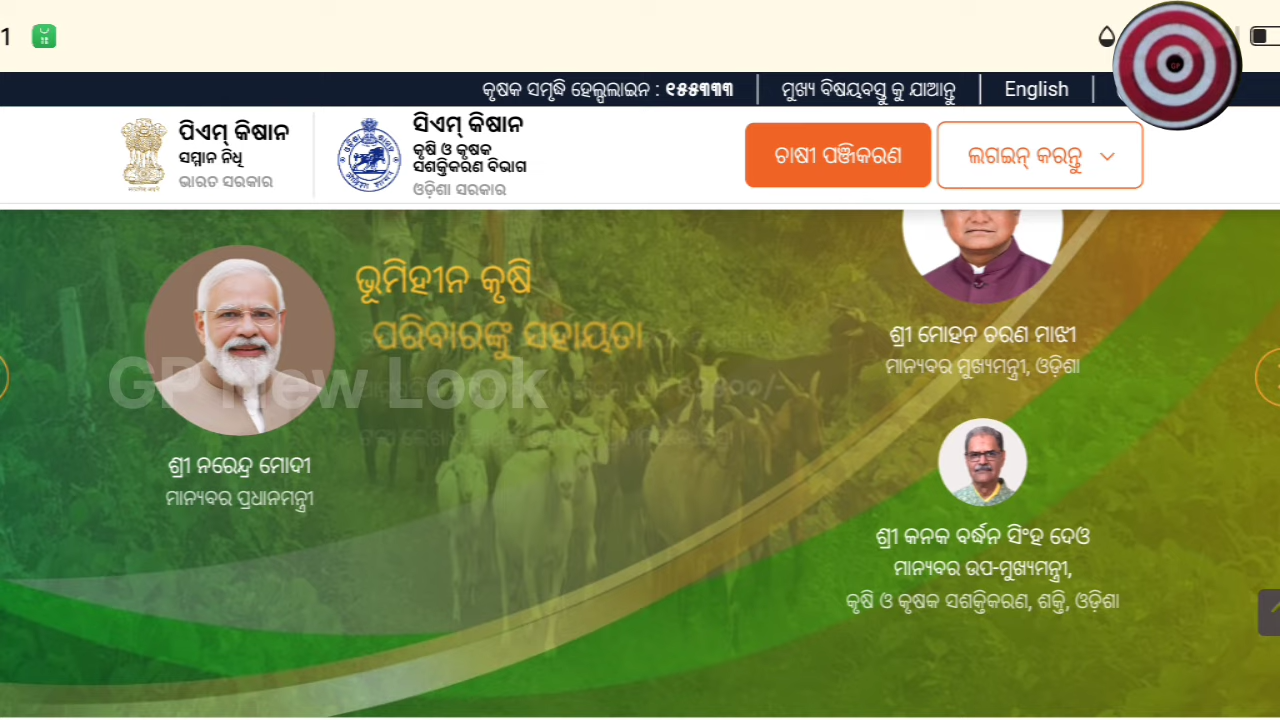 1
କୃଷକ ସମୃଦ୍ଧି ହେଲ୍ପଲାଇନ : ୧୫୫୩୩୩
ମୁଖ୍ୟ ବିଷୟବସ୍ତୁ କୁ ଯାଆନ୍ତୁ
English
ପିଏମ୍ କିଷାନ
ସମ୍ମାନ ନିଧି
ଭାରତ ସରକାର
ସିଏମ୍ କିଷାନ
କୃଷି ଓ କୃଷକ
ସଶକ୍ତିକରଣ ବିଭାଗ
ଓଡ଼ିଶା ସରକାର
ଚାଷୀ ପଞ୍ଜିକରଣ
ଲଗଇନ୍ କରନ୍ତୁ
ଭୂମିହୀନ କୃଷି
ପରିବାରଙ୍କୁ ସହାୟତା
GP New Look
ଶ୍ରୀ ନରେନ୍ଦ୍ର ମୋଦୀ
ମାନ୍ୟବର ପ୍ରଧାନମନ୍ତ୍ରୀ
ଶ୍ରୀ ମୋହନ ଚରଣ ମାଝୀ
ମାନ୍ୟବର ମୁଖ୍ୟମନ୍ତ୍ରୀ, ଓଡ଼ିଶା
ଶ୍ରୀ କନକ ବର୍ଦ୍ଧନ ସିଂହ ଦେଓ
ମାନ୍ୟବର ଉପ-ମୁଖ୍ୟମନ୍ତ୍ରୀ,
କୃଷି ଓ କୃଷକ ସଶକ୍ତିକରଣ, ଶକ୍ତି, ଓଡ଼ିଶା